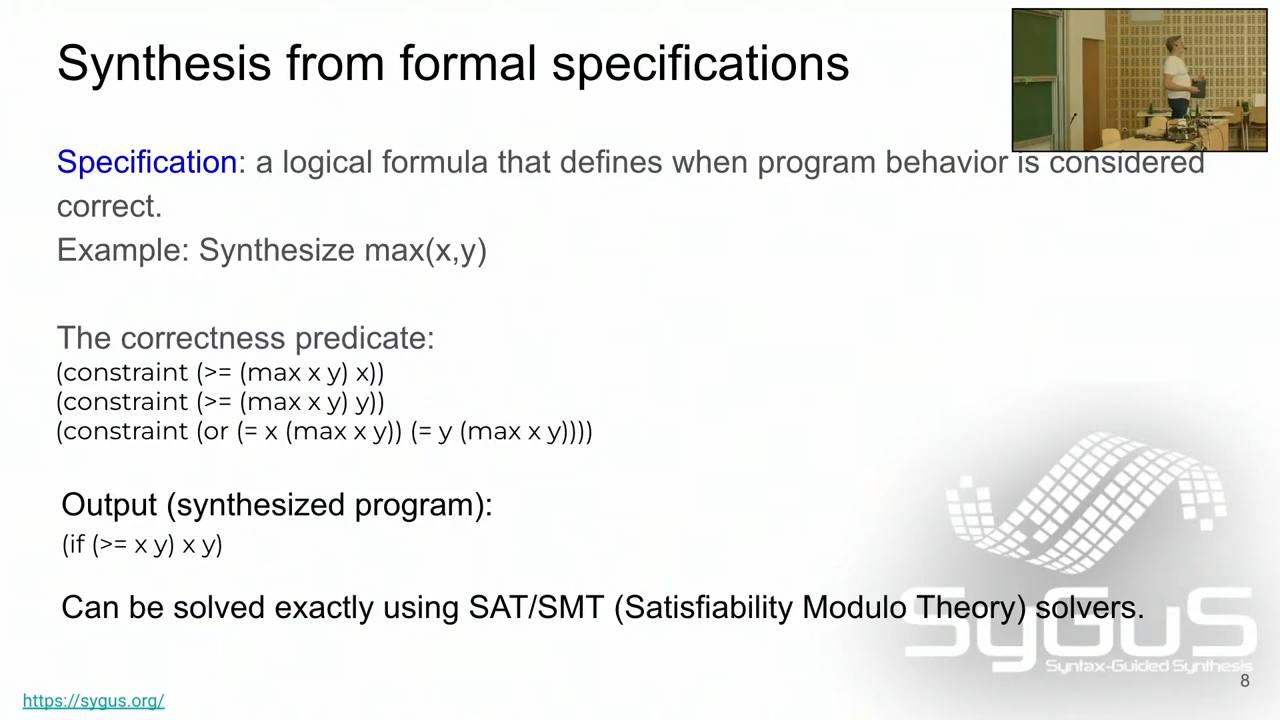 Synthesis from formal specifications
Specification: a logical formula that defines when program behavior is considered
correct.
Example: Synthesize max(x,y)
The correctness predicate:
(constraint (>= (max x y) x))
(constraint (>= (max x y) y))
(constraint (or (= x (max x y)) (= y (max x y))))
Output (synthesized program):
(if (>= x y) x y)
Can be solved exactly using SAT/SMT (Satisfiability Modulo Theory) solvers.
SyGuS
Syntax-Guided Synthesis
8
https://sygus.org/